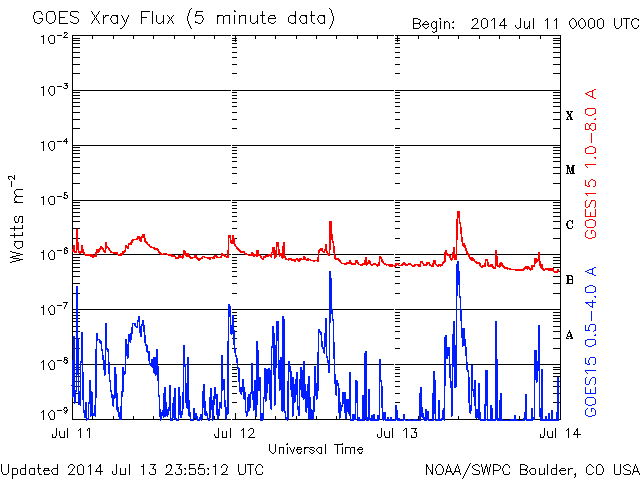 GOES Xray Flux (5 minute data)
Begin: 2014 Jul 11 0000 UTC
10-2
10-3
10-4
10-5
10-6
10-7
10-8
10-9
Watts m-2
X
M
C
B
A
GOES15 1.0-8.0 A
GOES15 0.5-4.0 A
Jul 11 Jul 12 Jul 13 Jul 14
Universal Time
Updated 2014 Jul 13 23:55:12 UTC
NOAA/SWPC Boulder, CO USA